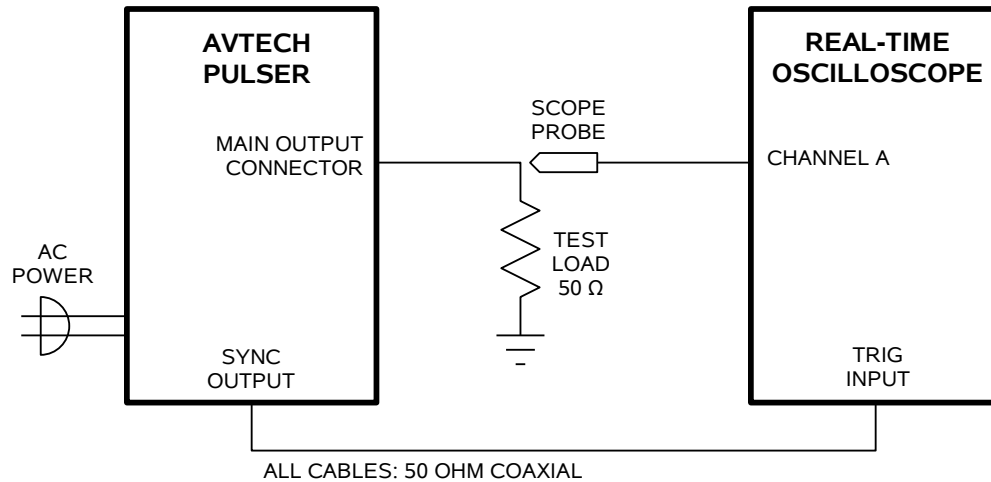 AVTECH
PULSER
REAL-TIME
OSCILLOSCOPE
SCOPE
PROBE
MAIN OUTPUT
CONNECTOR
CHANNEL A
AC
POWER
TEST
LOAD
50 Ω
SYNC
OUTPUT
TRIG
INPUT
ALL CABLES: 50 OHM COAXIAL